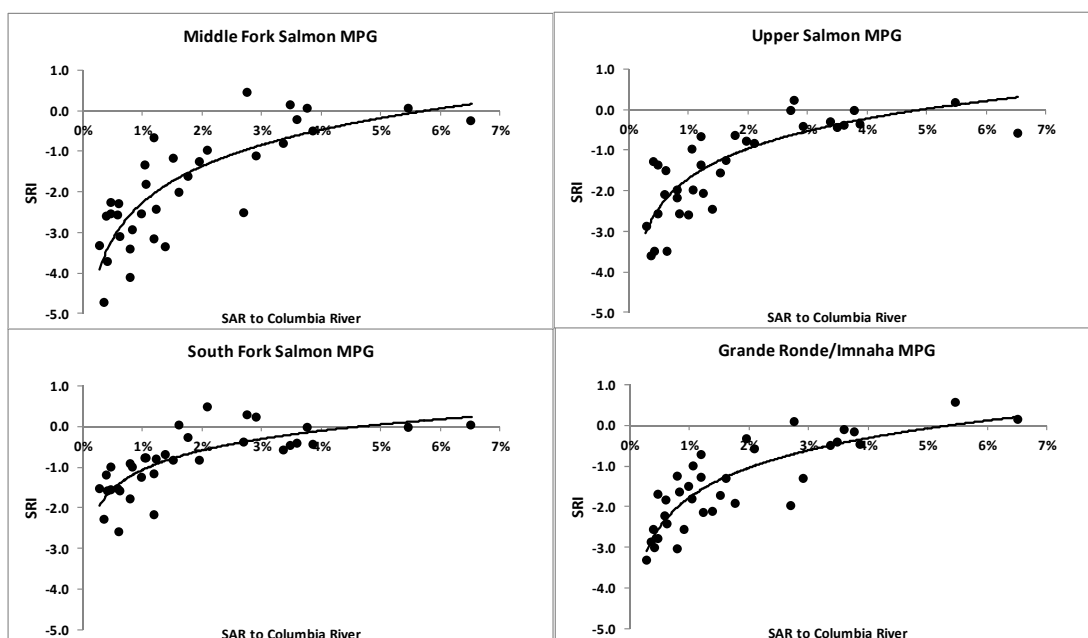 Middle Fork Salmon MPG
1.0
0.0
0% 1% 2% 3% 4% 5% 6% 7%
-1.0
SRI
-2.0
-3.0
-4.0
-5.0
SAR to Columbia River
Upper Salmon MPG
1.0
0.0
0% 1% 2% 3% 4% 5% 6% 7%
-1.0
SRI
-2.0
-3.0
-4.0
-5.0
SAR to Columbia River
South Fork Salmon MPG
1.0
0.0
0% 1% 2% 3% 4% 5% 6% 7%
-1.0
SRI
-2.0
-3.0
-4.0
-5.0
SAR to Columbia River
Grande Ronde/Imnaha MPG
1.0
0.0
0% 1% 2% 3% 4% 5% 6% 7%
-1.0
SRI
-2.0
-3.0
-4.0
-5.0
SAR to Columbia River